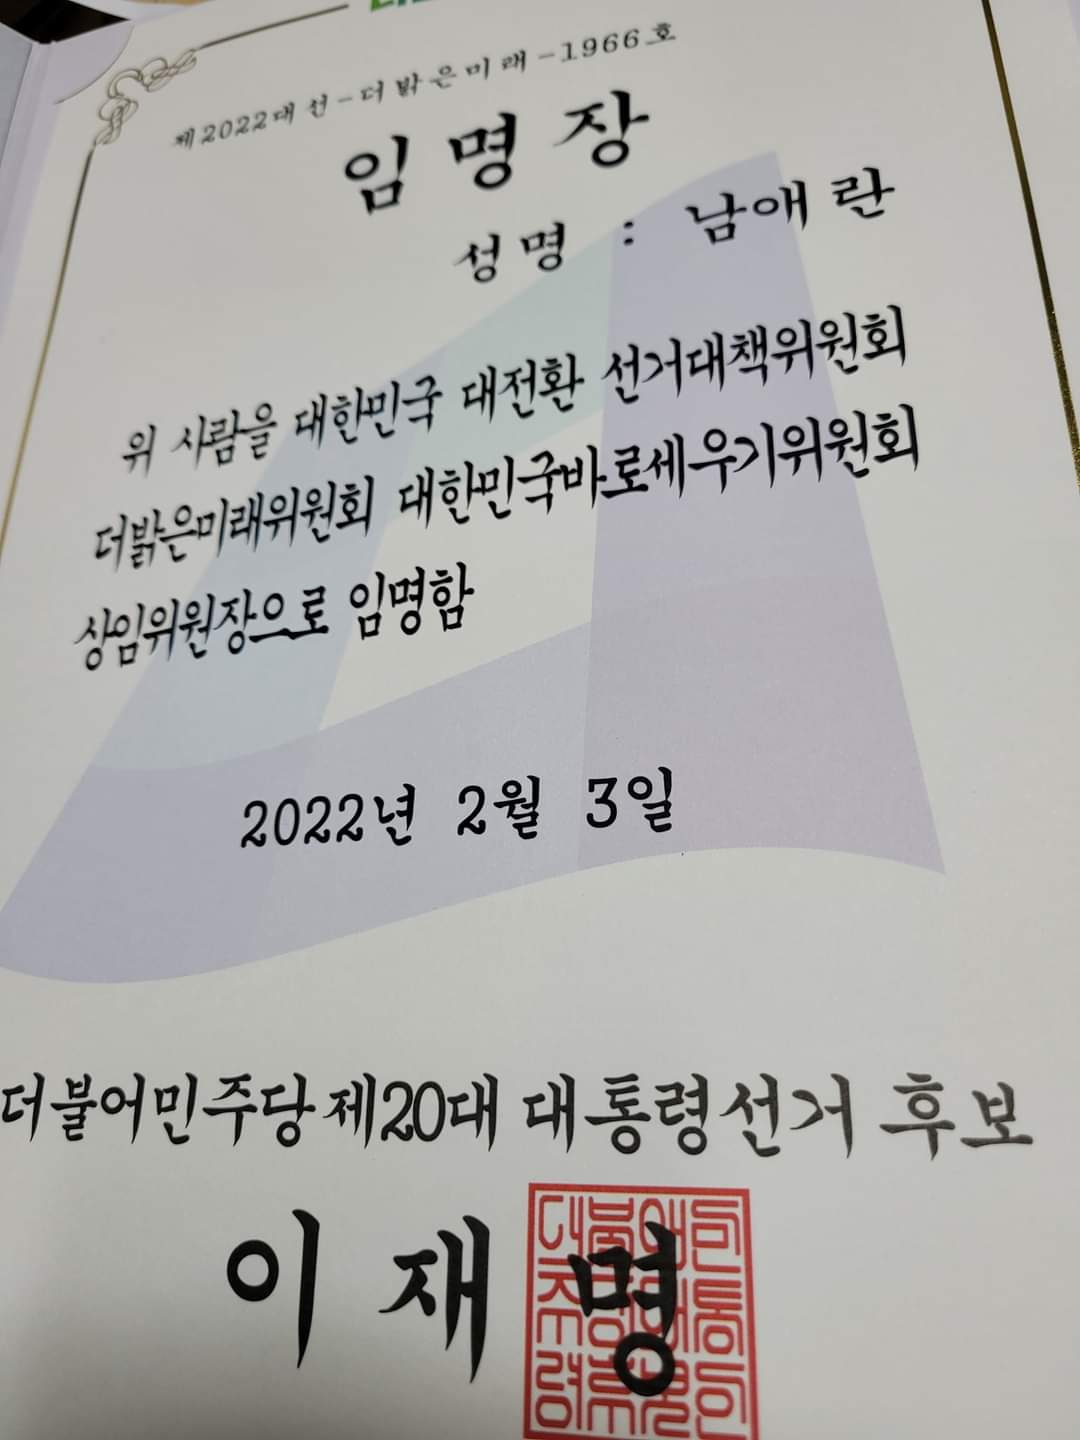 제2022대선-더밝은미래-1966호
임명장
성명 : 남애란
위 사람을 대한민국 대전환 선거대책위원회
더밝은미래위원회 대한민국바로세우기위원회
상임위원장으로 임명함
2022년 2월 3일
더불어민주당 제20대 대통령선거 후보
이재명